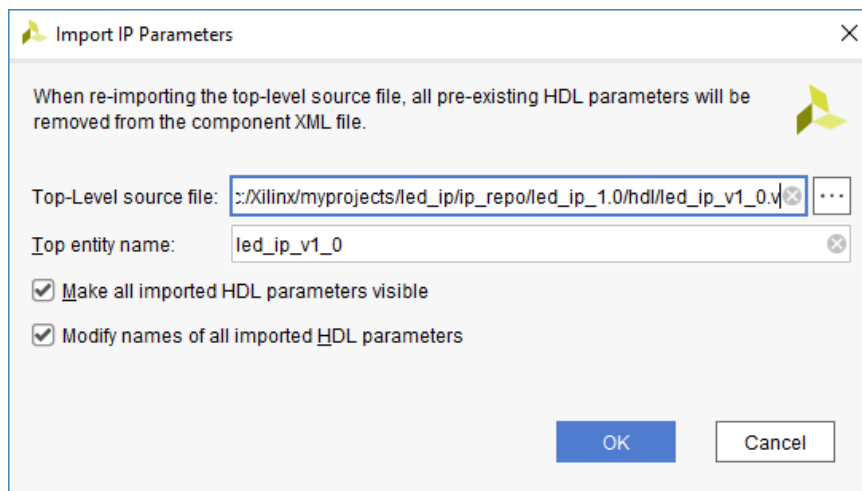 Import IP Parameters
When re-importing the top-level source file, all pre-existing HDL parameters will be
removed from the component XML file.
Top-Level source file: :/Xilinx/myprojects/led_ip/ip_repo/led_ip_1.0/hdl/led_ip_v1_0.v ...
Top entity name: led_ip_v1_0
Make all imported HDL parameters visible
Modify names of all imported HDL parameters
OK Cancel